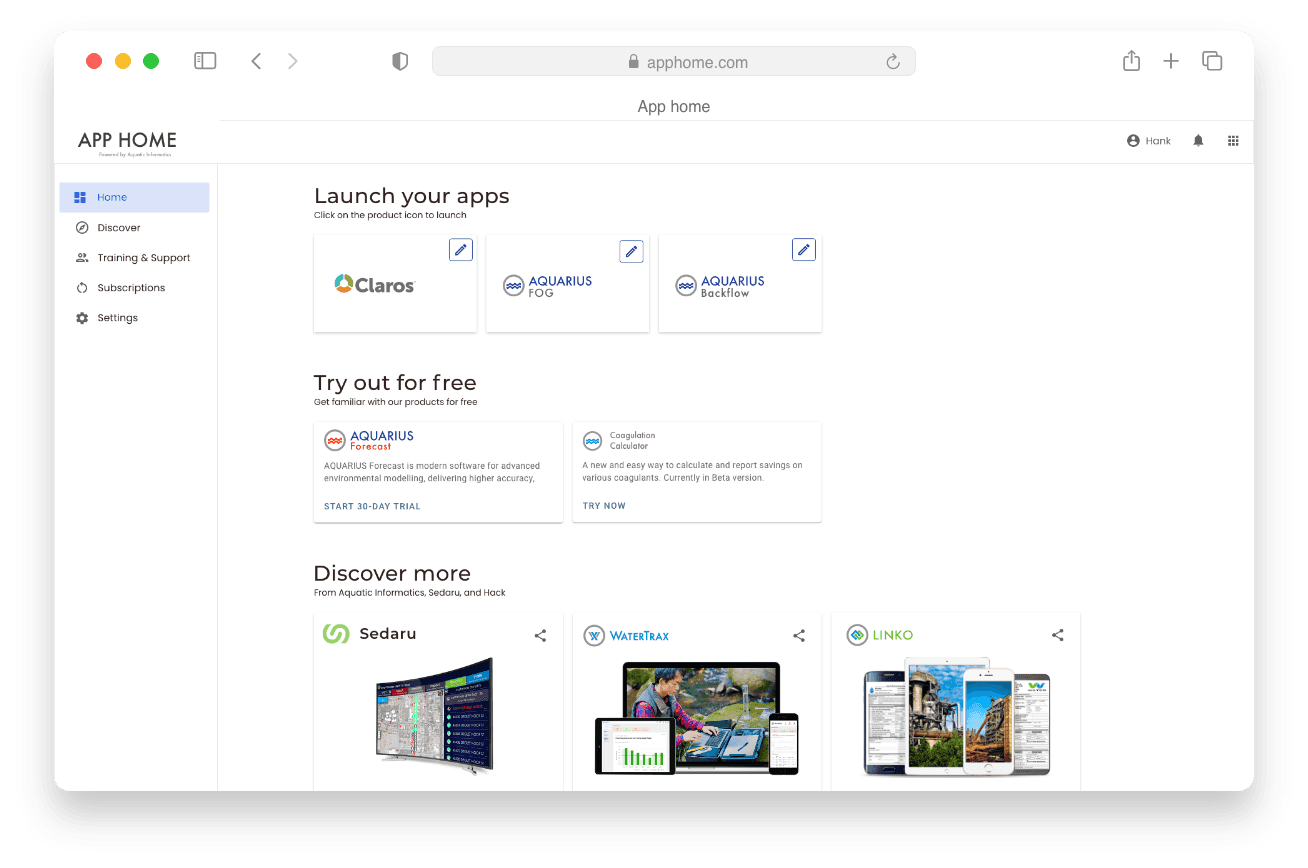 apphome.com
App home
APP HOME
Powered by Aquatic Informatics
Hank
Home
Discover
Training & Support
Subscriptions
Settings
Launch your apps
Click on the product icon to launch
Claros
AQUARIUS
FOG
AQUARIUS
Backflow
Try out for free
Get familiar with our products for free
AQUARIUS
Forecast
AQUARIUS Forecast is modern software for advanced
environmental modelling, delivering higher accuracy,
START 30-DAY TRIAL
Coagulation
Calculator
A new and easy way to calculate and report savings on
various coagulants. Currently in Beta version.
TRY NOW
Discover more
From Aquatic Informatics, Sedaru, and Hack
Sedaru
WATERTRAX
LINKO